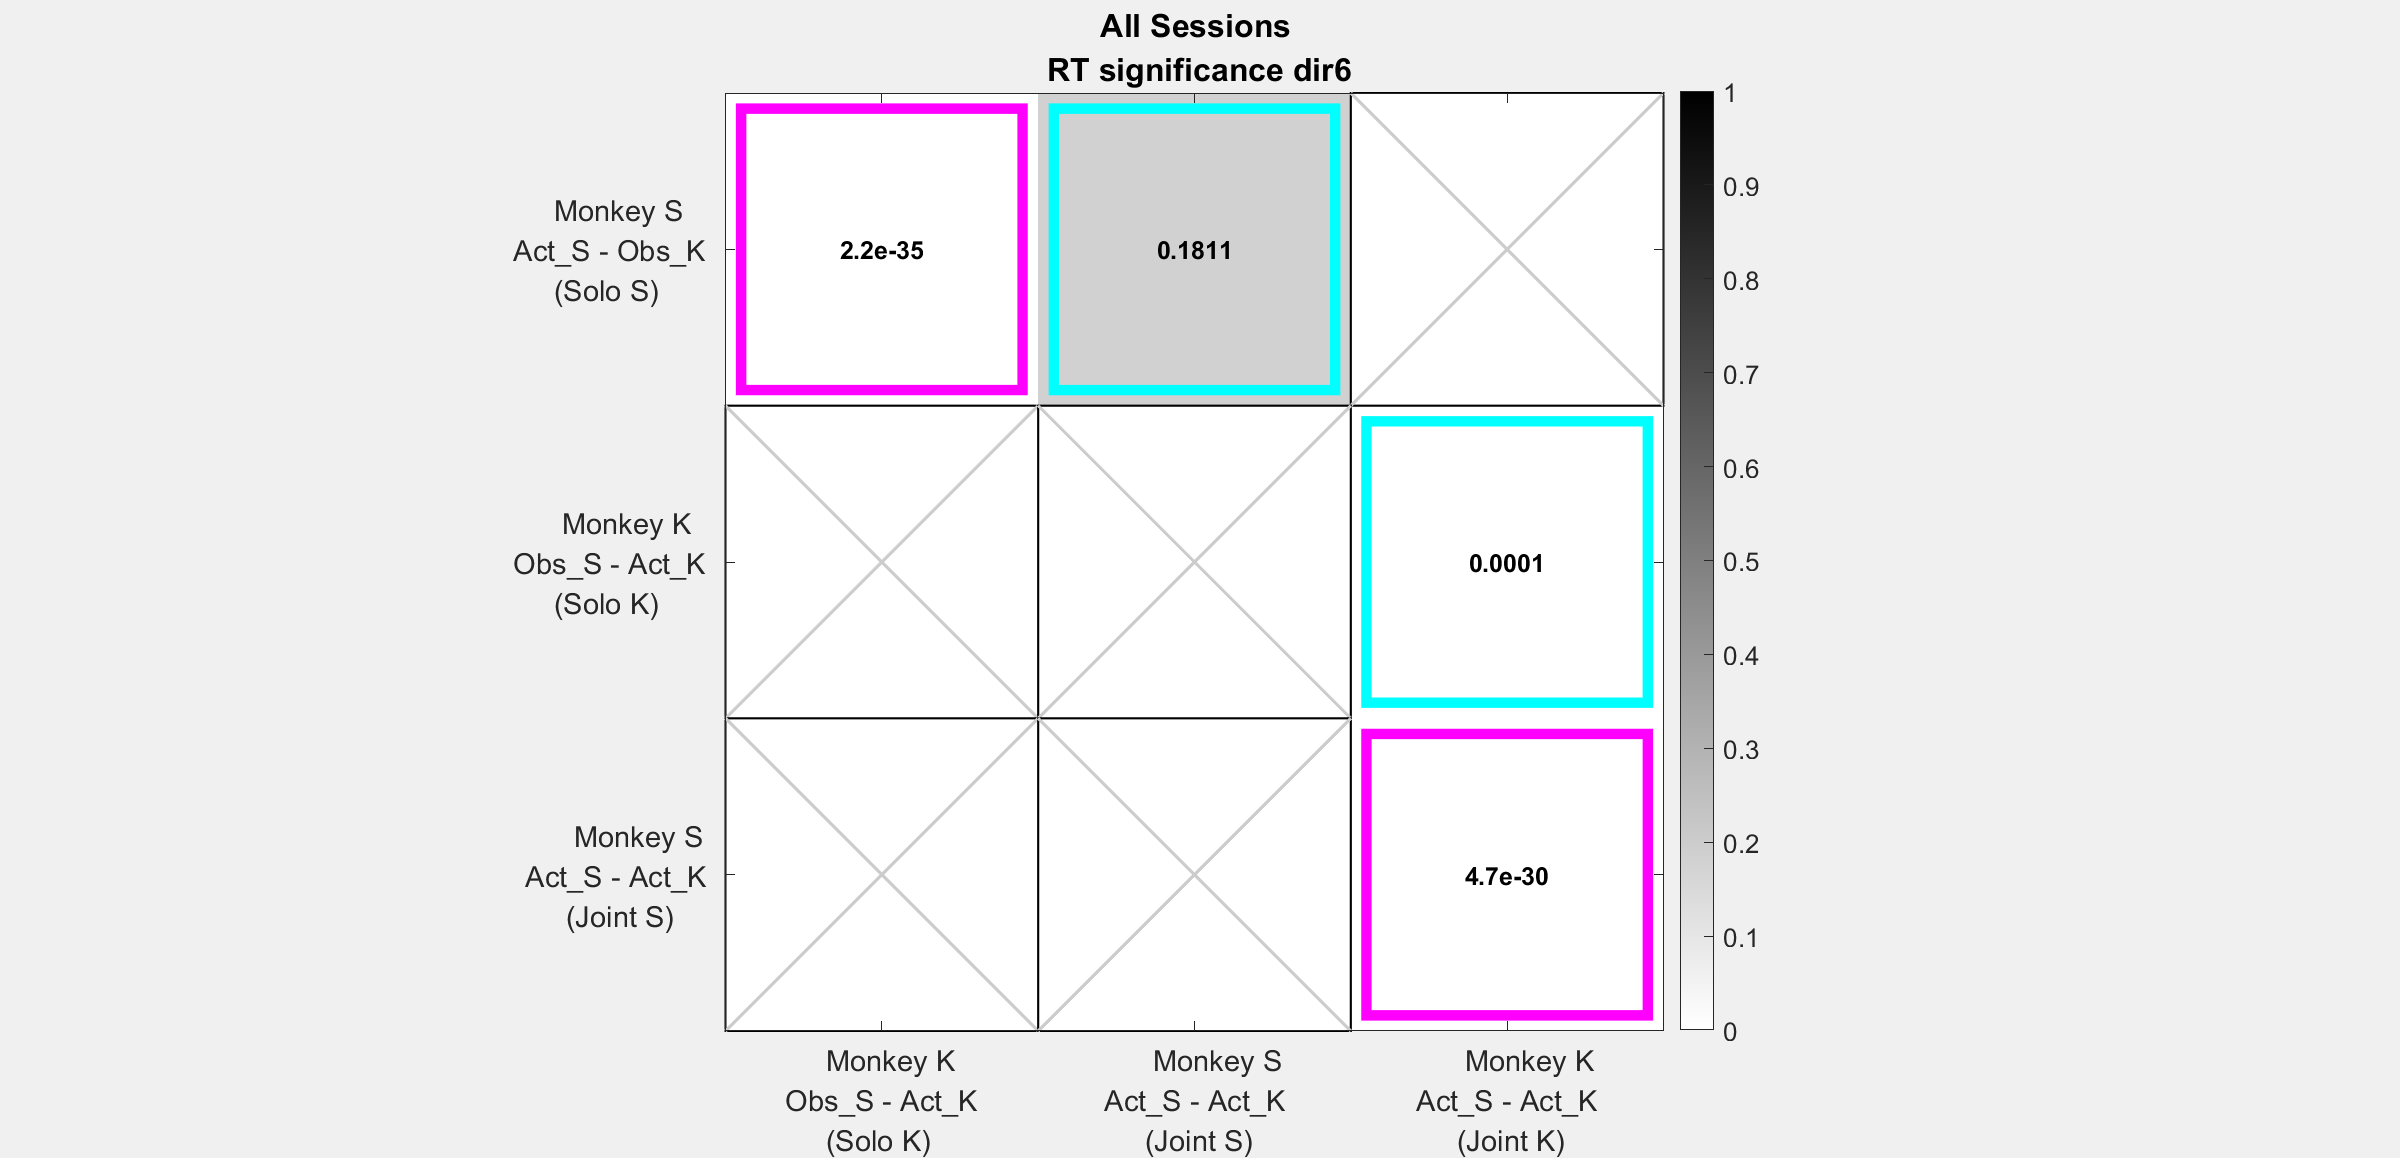 All Sessions
RT significance dir6
Monkey S
Act_S - Obs_K
(Solo S)
2.2e-35
0.1811
Monkey K
Obs_S - Act_K
(Solo K)
0.0001
Monkey S
Act_S - Act_K
(Joint S)
4.7e-30
Monkey K
Obs_S - Act_K
(Solo K)
Monkey S
Act_S - Act_K
(Joint S)
Monkey K
Act_S - Act_K
(Joint K)
1
0.9
0.8
0.7
0.6
0.5
0.4
0.3
0.2
0.1
0